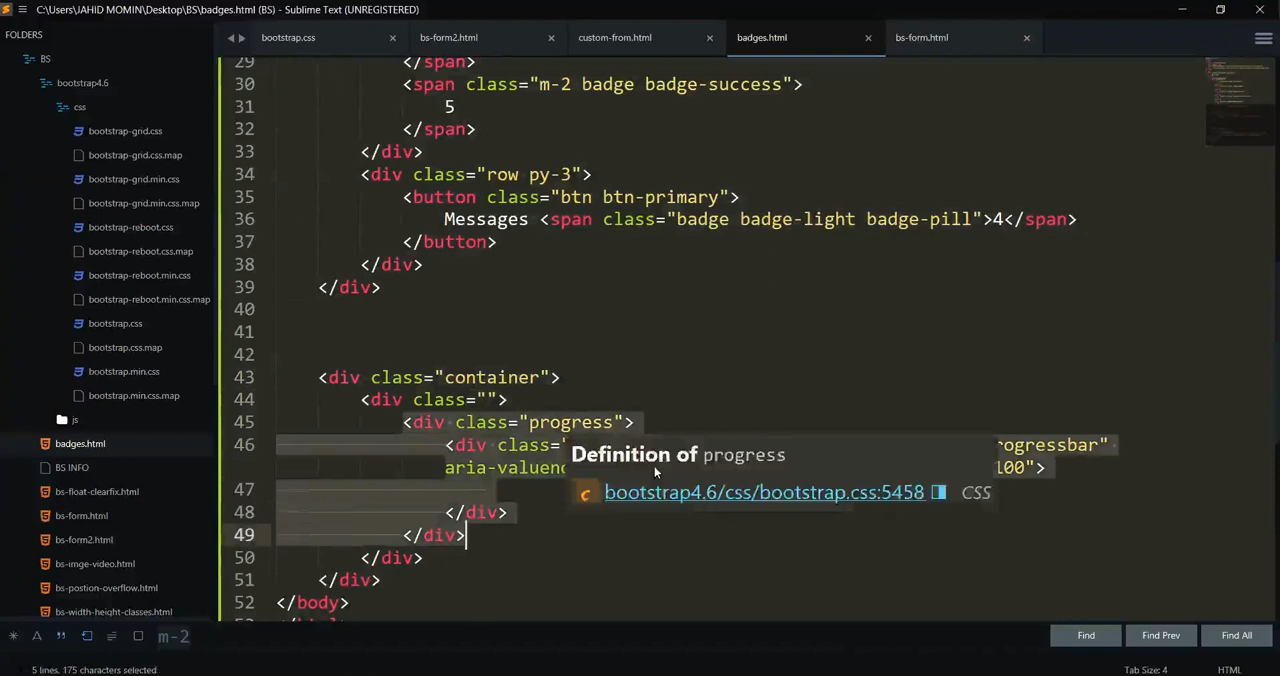 C:\Users\JAHID MOMIN\Desktop\BS\badges.html (BS) - Sublime Text (UNREGISTERED)
FOLDERS
BS
bootstrap4.6
css
bootstrap-grid.css
bootstrap-grid.css.map
bootstrap-grid.min.css
bootstrap-grid.min.css.map
bootstrap-reboot.css
bootstrap-reboot.css.map
bootstrap-reboot.min.css
bootstrap-reboot.min.css.map
bootstrap.css
bootstrap.css.map
bootstrap.min.css
bootstrap.min.css.map
js
badges.html
BS INFO
bs-float-clearfix.html
bs-form.html
bs-form2.html
bs-imge-video.html
bs-postion-overflow.html
bs-width-height-classes.html
bootstrap.css bs-form2.html custom-from.html badges.html bs-form.html
29 </span>
30 <span class="m-2 badge badge-success">
31 5
32 </span>
33 </div>
34 <div class="row py-3">
35 <button class="btn btn-primary">
36 Messages <span class="badge badge-light badge-pill">4</span>
37 </button>
38 </div>
39 </div>
40
41
42
43 <div class="container">
44 <div class="">
45 <div class="progress">
46 <div class=" rogressbar"
aria-valueno 100">
Definition of progress
bootstrap4.6/css/bootstrap.css:5458 CSS
47
48 </div>
49 </div>
50 </div>
51 </div>
52 </body>
m-2
Find Find Prev Find All
5 lines, 175 characters selected
Tab Size: 4 HTML